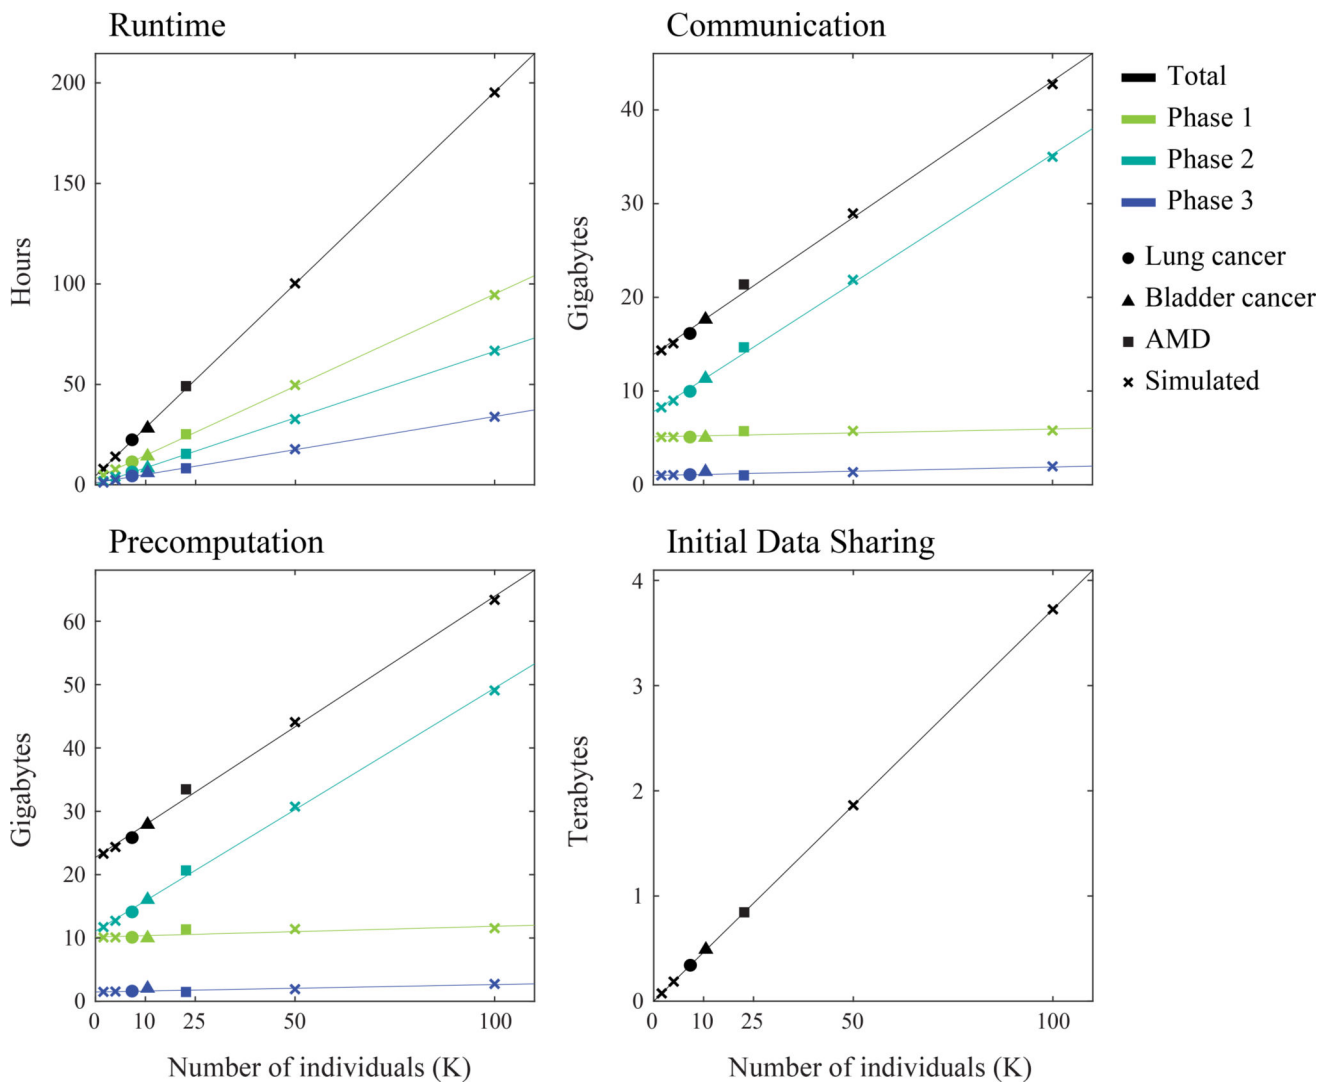 Runtime
Communication
200
150
100
50
0
Hours
40
30
20
10
0
Gigabytes
Total
Phase 1
Phase 2
Phase 3
Lung cancer
Bladder cancer
AMD
Simulated
Precomputation
Initial Data Sharing
60
50
40
30
20
10
0
Gigabytes
0 10 25 50 100
Number of individuals (K)
4
3
2
1
0
Terabytes
0 10 25 50 100
Number of individuals (K)